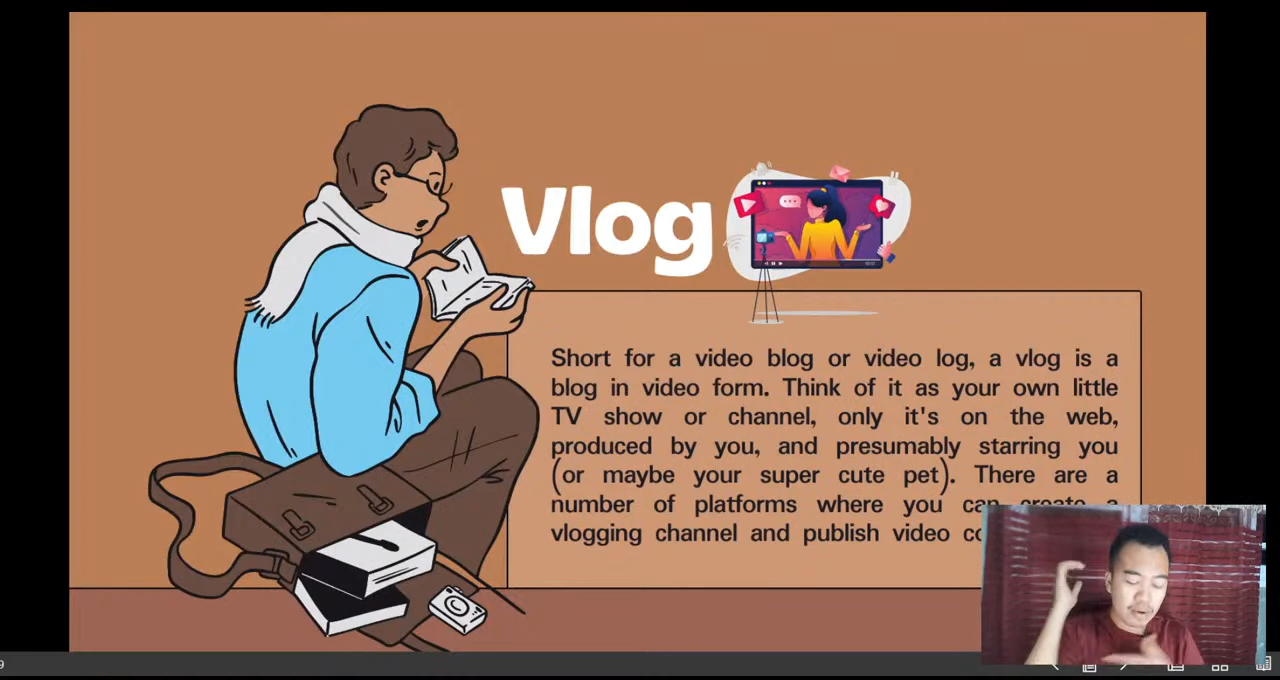 Vlog
Short for a video blog or video log, a vlog is a
blog in video form. Think of it as your own little
TV show or channel, only it's on the web,
produced by you, and presumably starring you
(or maybe your super cute pet). There are a
number of platforms where you can create a
vlogging channel and publish video